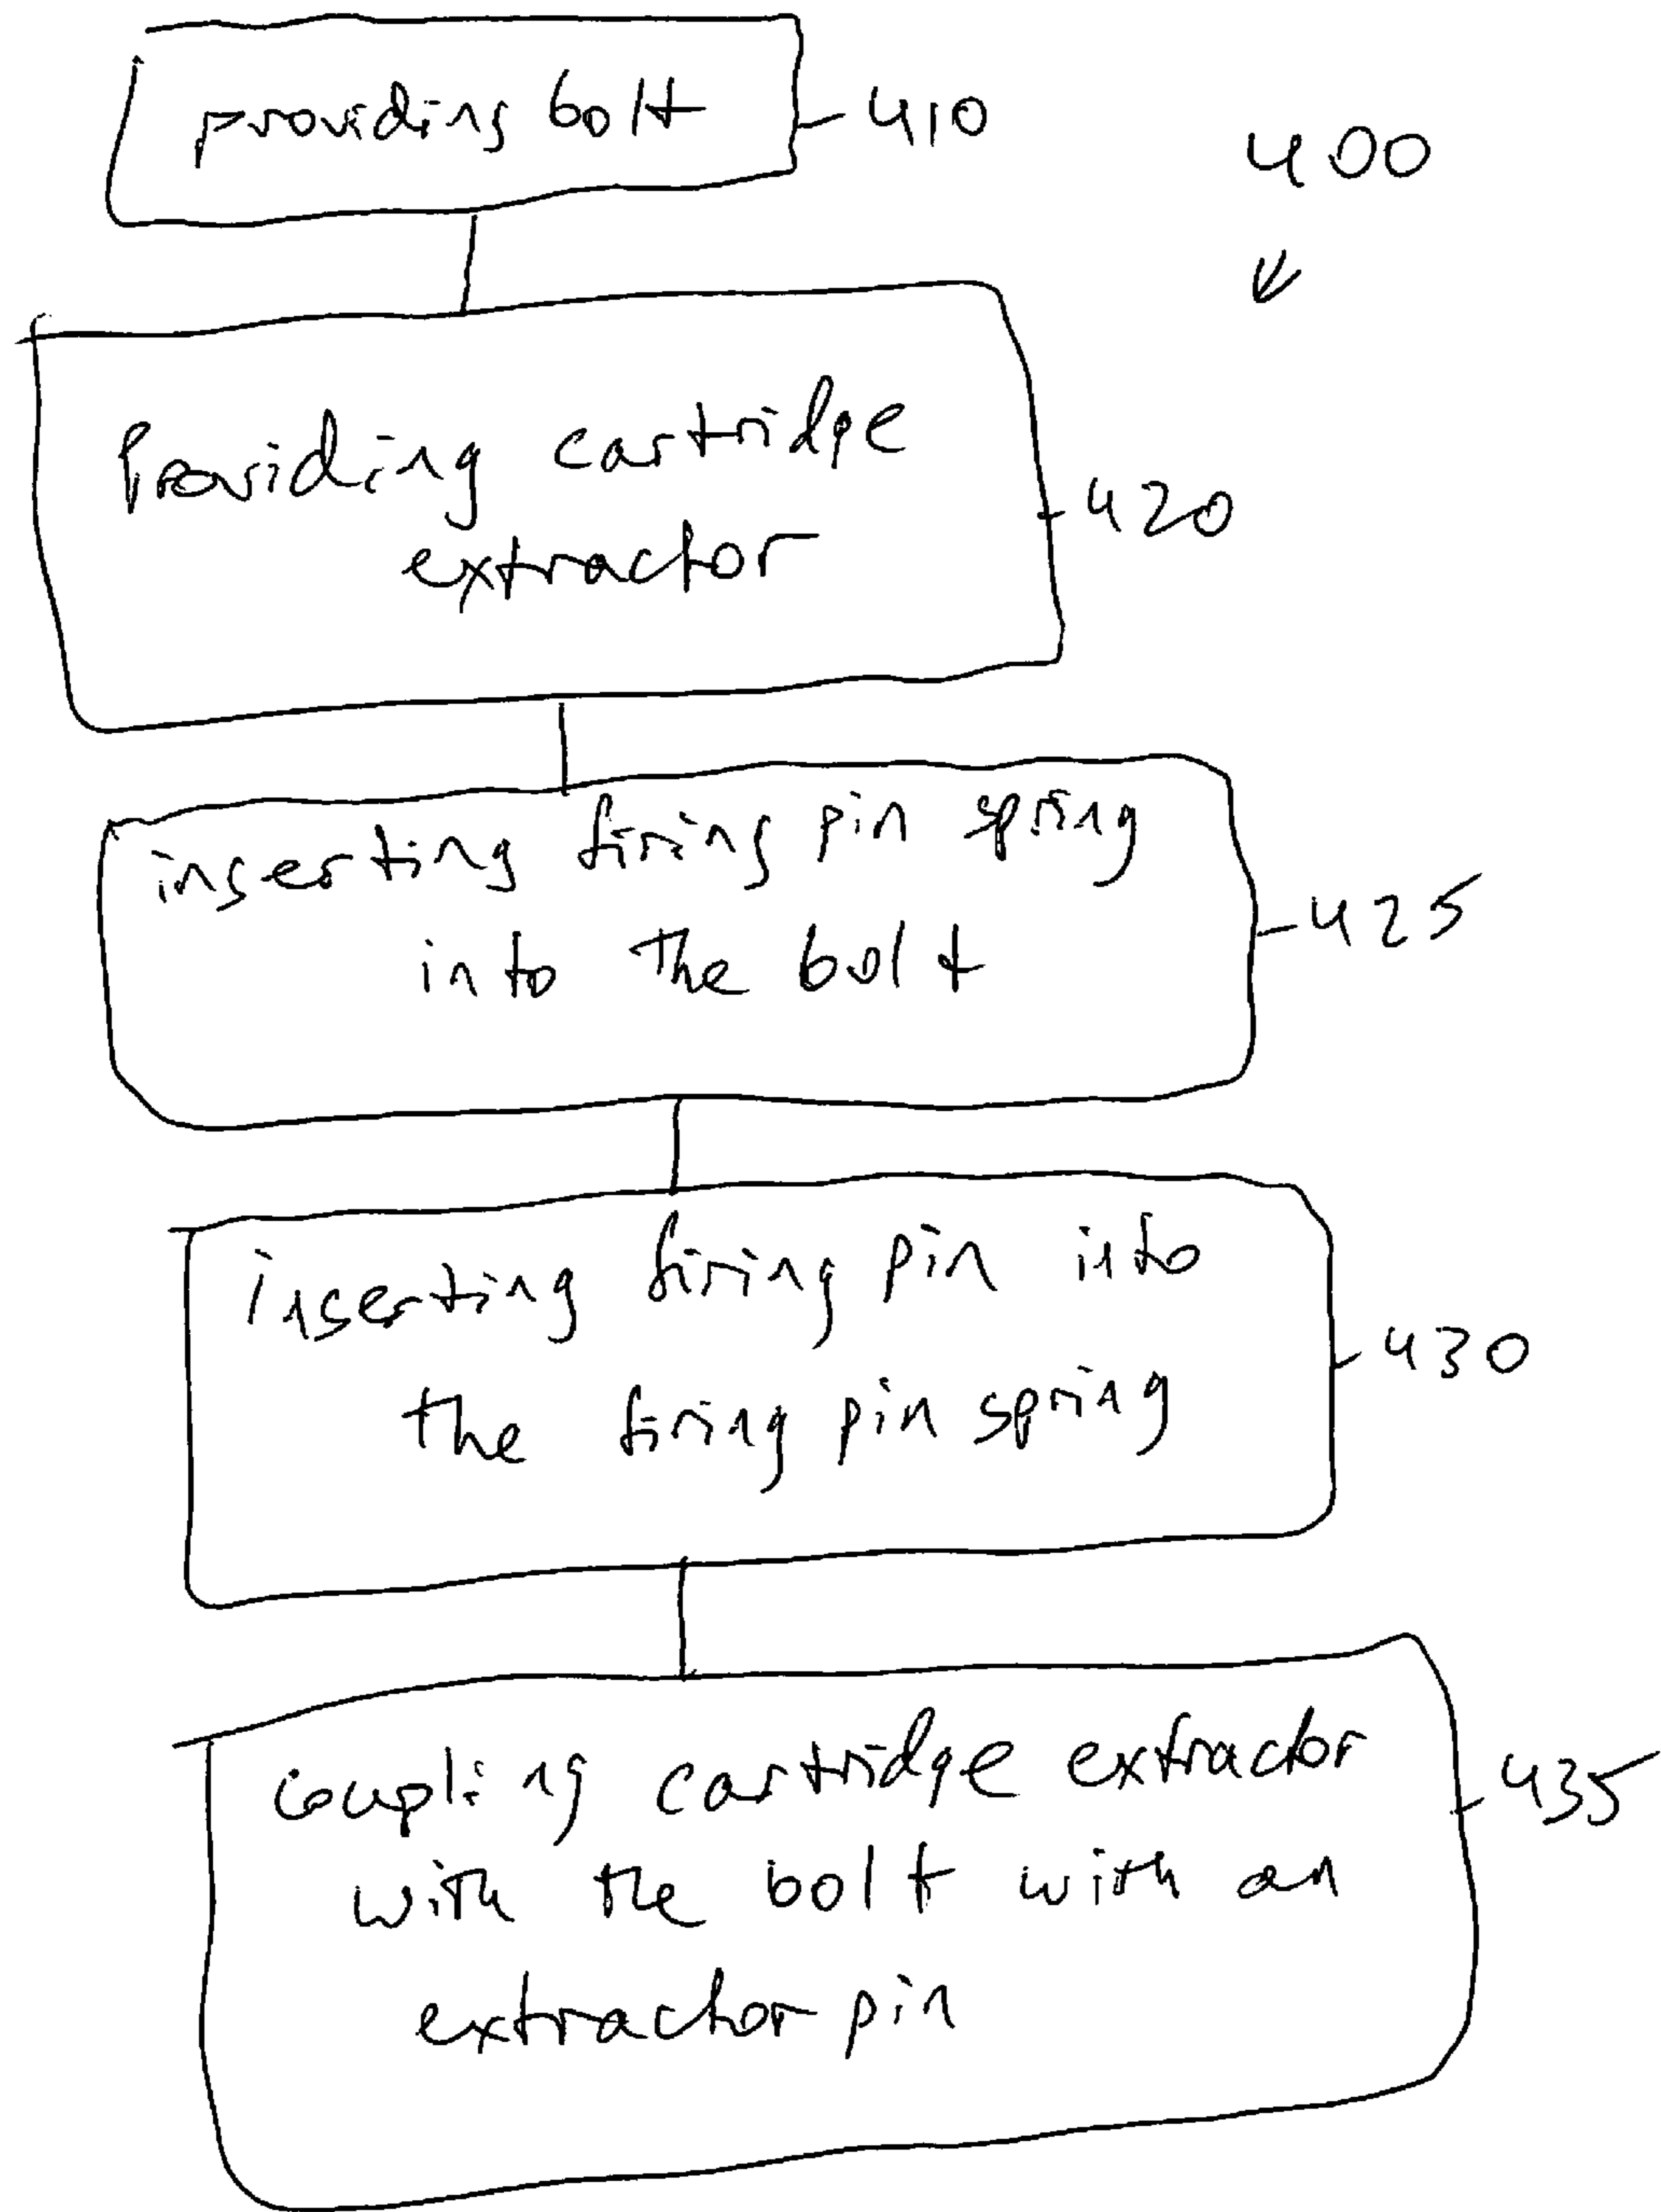 providing bolt
410
400
Providing cartridge
extractor
420
inserting firing pin spring
into the bolt
425
inserting firing pin into
the firing pin spring
430
coupling cartridge extractor
with the bolt with an
extractor pin
435